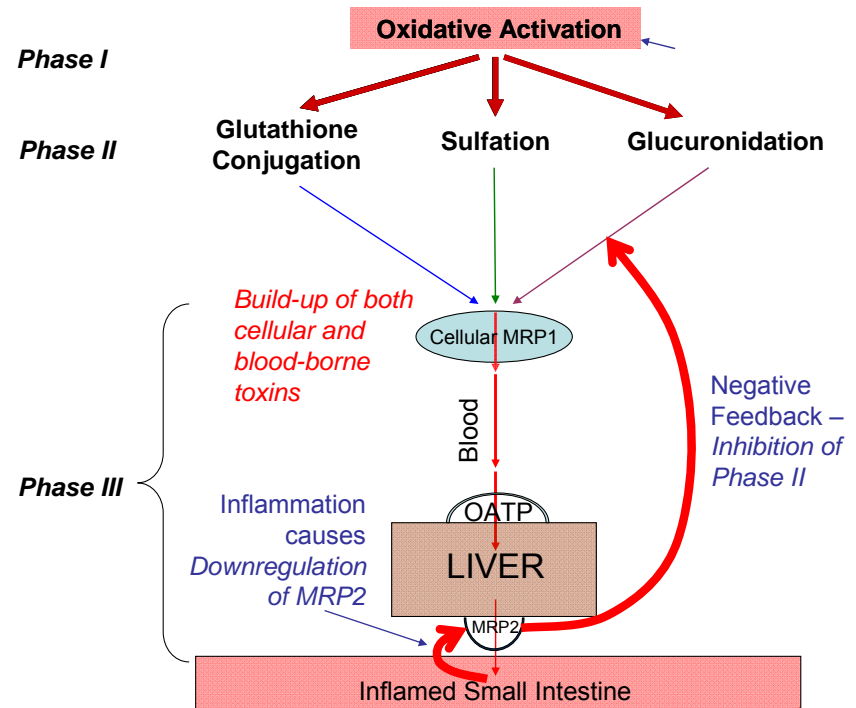 Oxidative Activation
Phase I
Glutathione
Conjugation
Sulfation
Glucuronidation
Phase II
Build-up of both
cellular and
blood-borne
toxins
Cellular MRP1
Blood
Negative
Feedback –
Inhibition of
Phase II
Phase III
Inflammation
causes
Downregulation
of MRP2
OATP
LIVER
MRP2
Inflamed Small Intestine